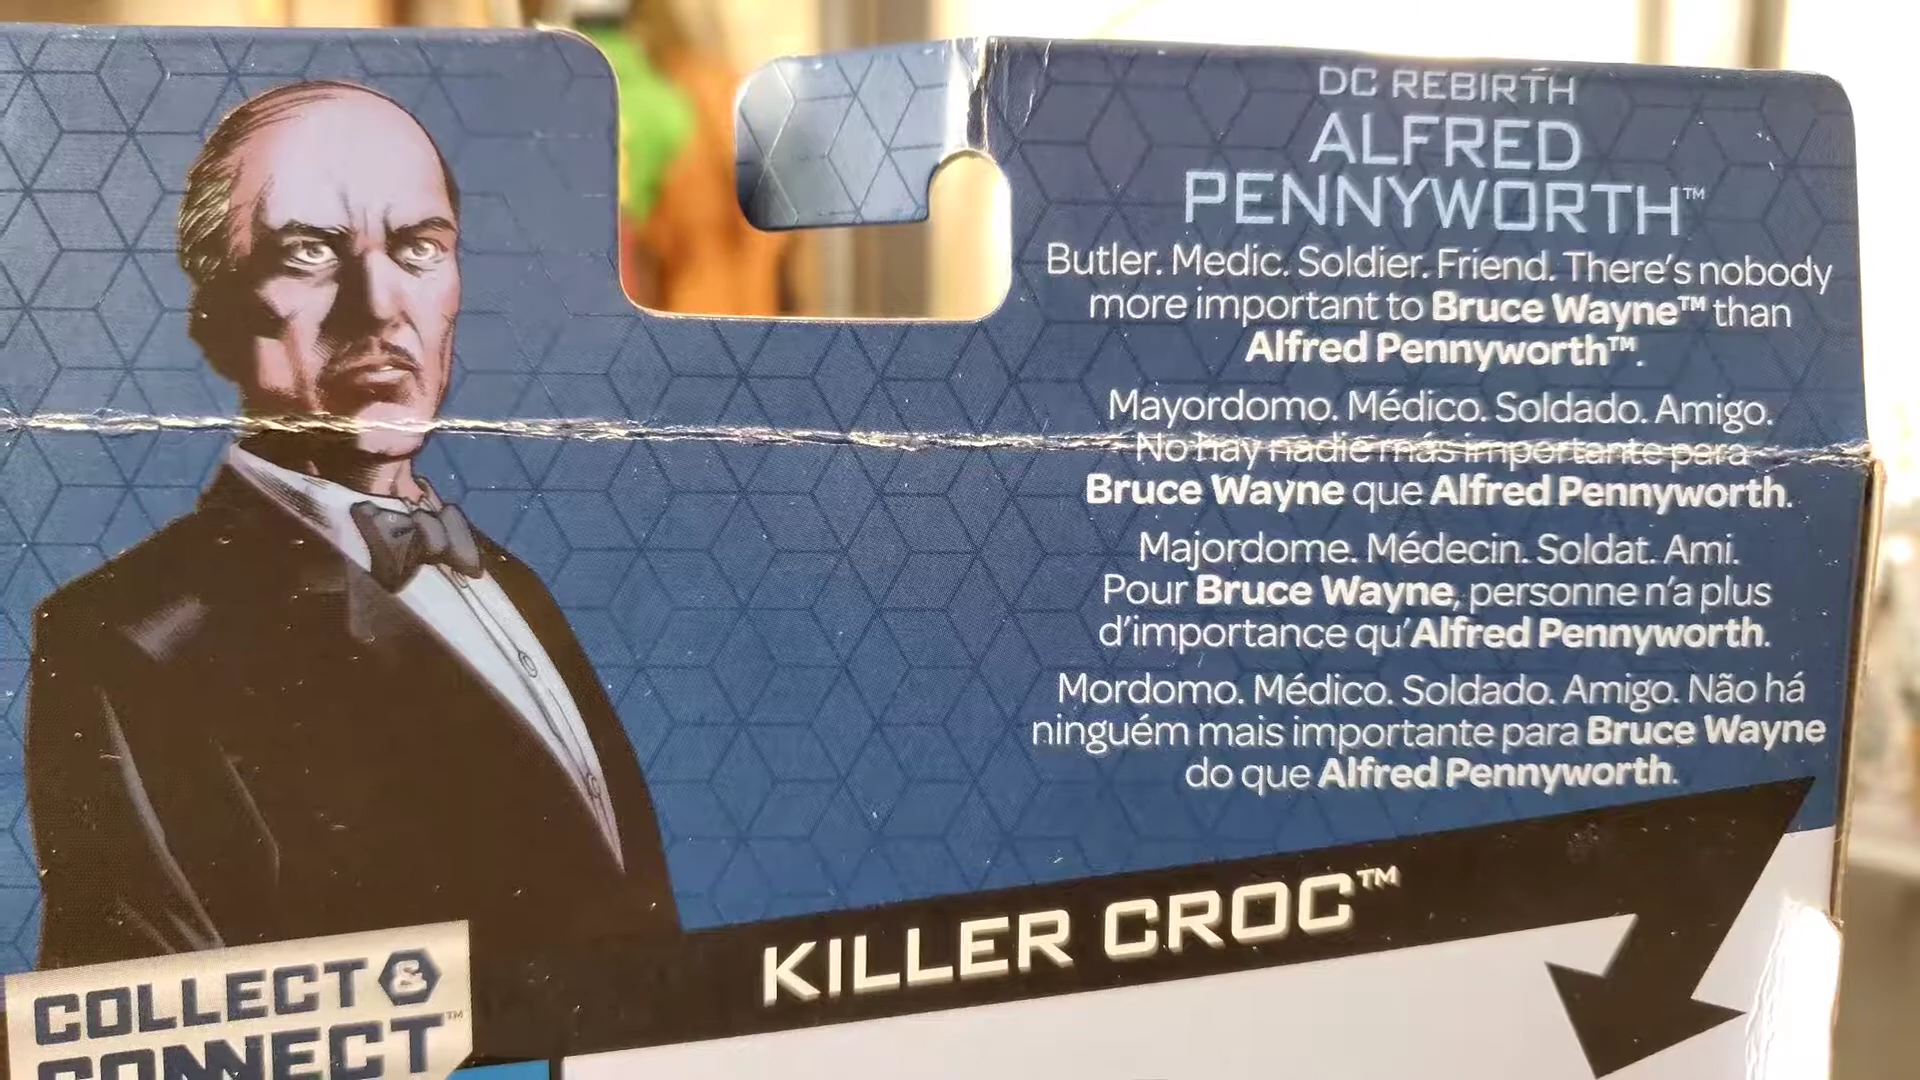 DC REBIRTH
ALFRED
PENNYWORTH™
Butler. Medic. Soldier. Friend. There's nobody
more important to Bruce Wayne™ than
Alfred Pennyworth™.
Mayordomo. Médico. Soldado. Amigo.
No hay nadie más importante para
Bruce Wayne que Alfred Pennyworth.
Majordome. Médecin. Soldat. Ami.
Pour Bruce Wayne, personne n'a plus
d'importance qu'Alfred Pennyworth.
Mordomo. Médico. Soldado. Amigo. Não há
ninguém mais importante para Bruce Wayne
do que Alfred Pennyworth.
KILLER CROC™
COLLECT &
CONNECT™